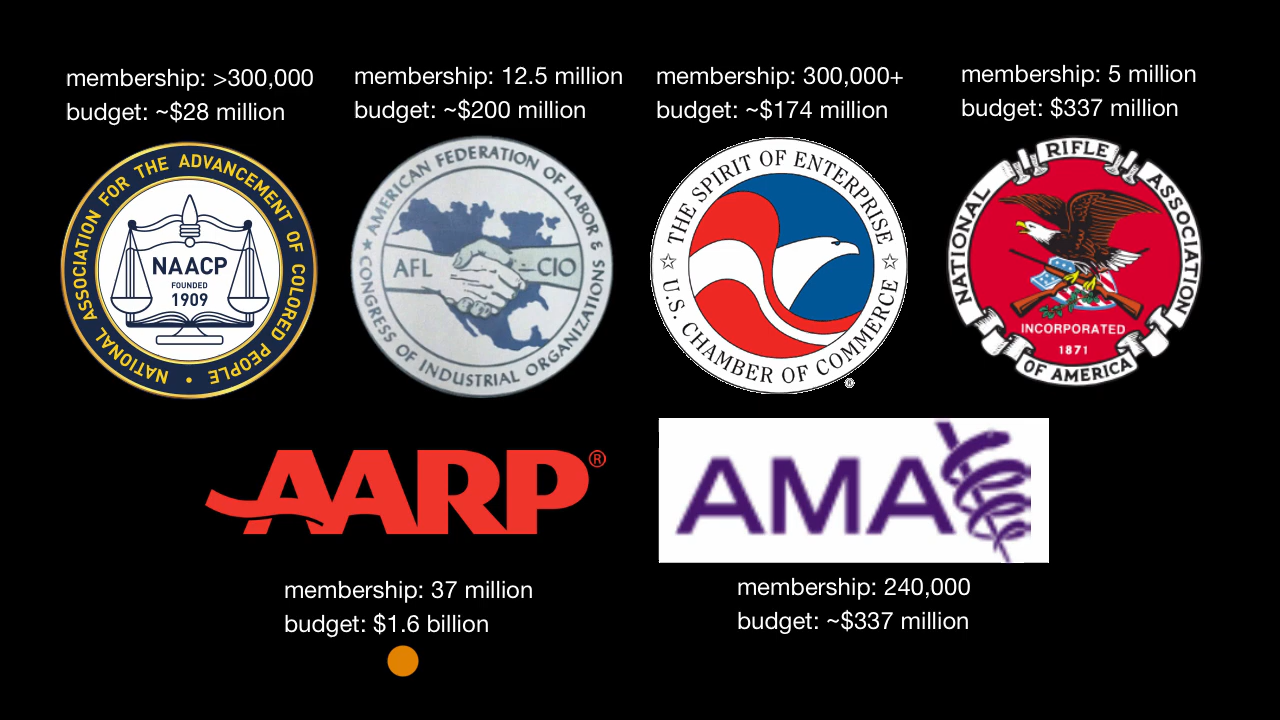 membership: >300,000
budget: ~$28 million
membership: 12.5 million
budget: ~$200 million
membership: 300,000+
budget: ~$174 million
membership: 5 million
budget: $337 million
NATIONAL ASSOCIATION FOR THE ADVANCEMENT OF COLORED PEOPLE •
NAACP
FOUNDED
1909
★ AMERICAN FEDERATION OF LABOR & CONGRESS OF INDUSTRIAL ORGANIZATIONS
AFL CIO
☆ THE SPIRIT OF ENTERPRISE ☆
U.S. CHAMBER OF COMMERCE
®
NATIONAL RIFLE ASSOCIATION
INCORPORATED
1871
OF AMERICA
AARP®
AMA
membership: 37 million
budget: $1.6 billion
membership: 240,000
budget: ~$337 million